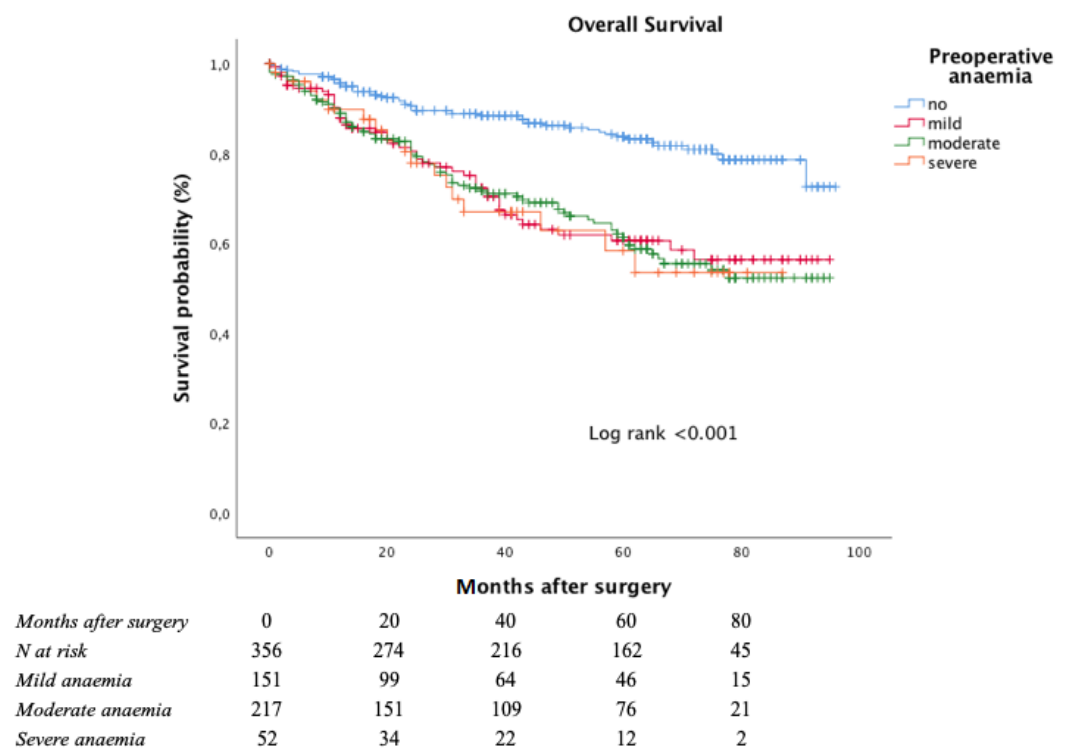 Overall Survival
Preoperative
anaemia
no
mild
moderate
severe
Survival probability (%)
1,0
0,8
0,6
0,4
0,2
0,0
Log rank <0.001
0 20 40 60 80 100
Months after surgery
Months after surgery 0 20 40 60 80
N at risk 356 274 216 162 45
Mild anaemia 151 99 64 46 15
Moderate anaemia 217 151 109 76 21
Severe anaemia 52 34 22 12 2